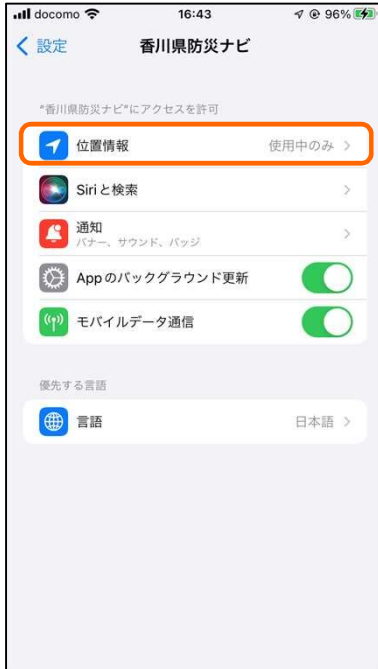 docomo 16:43 96%
設定 香川県防災ナビ
"香川県防災ナビ"にアクセスを許可
位置情報 使用中のみ
Siriと検索
通知
バナー、サウンド、バッジ
Appのバックグラウンド更新
モバイルデータ通信
優先する言語
言語 日本語